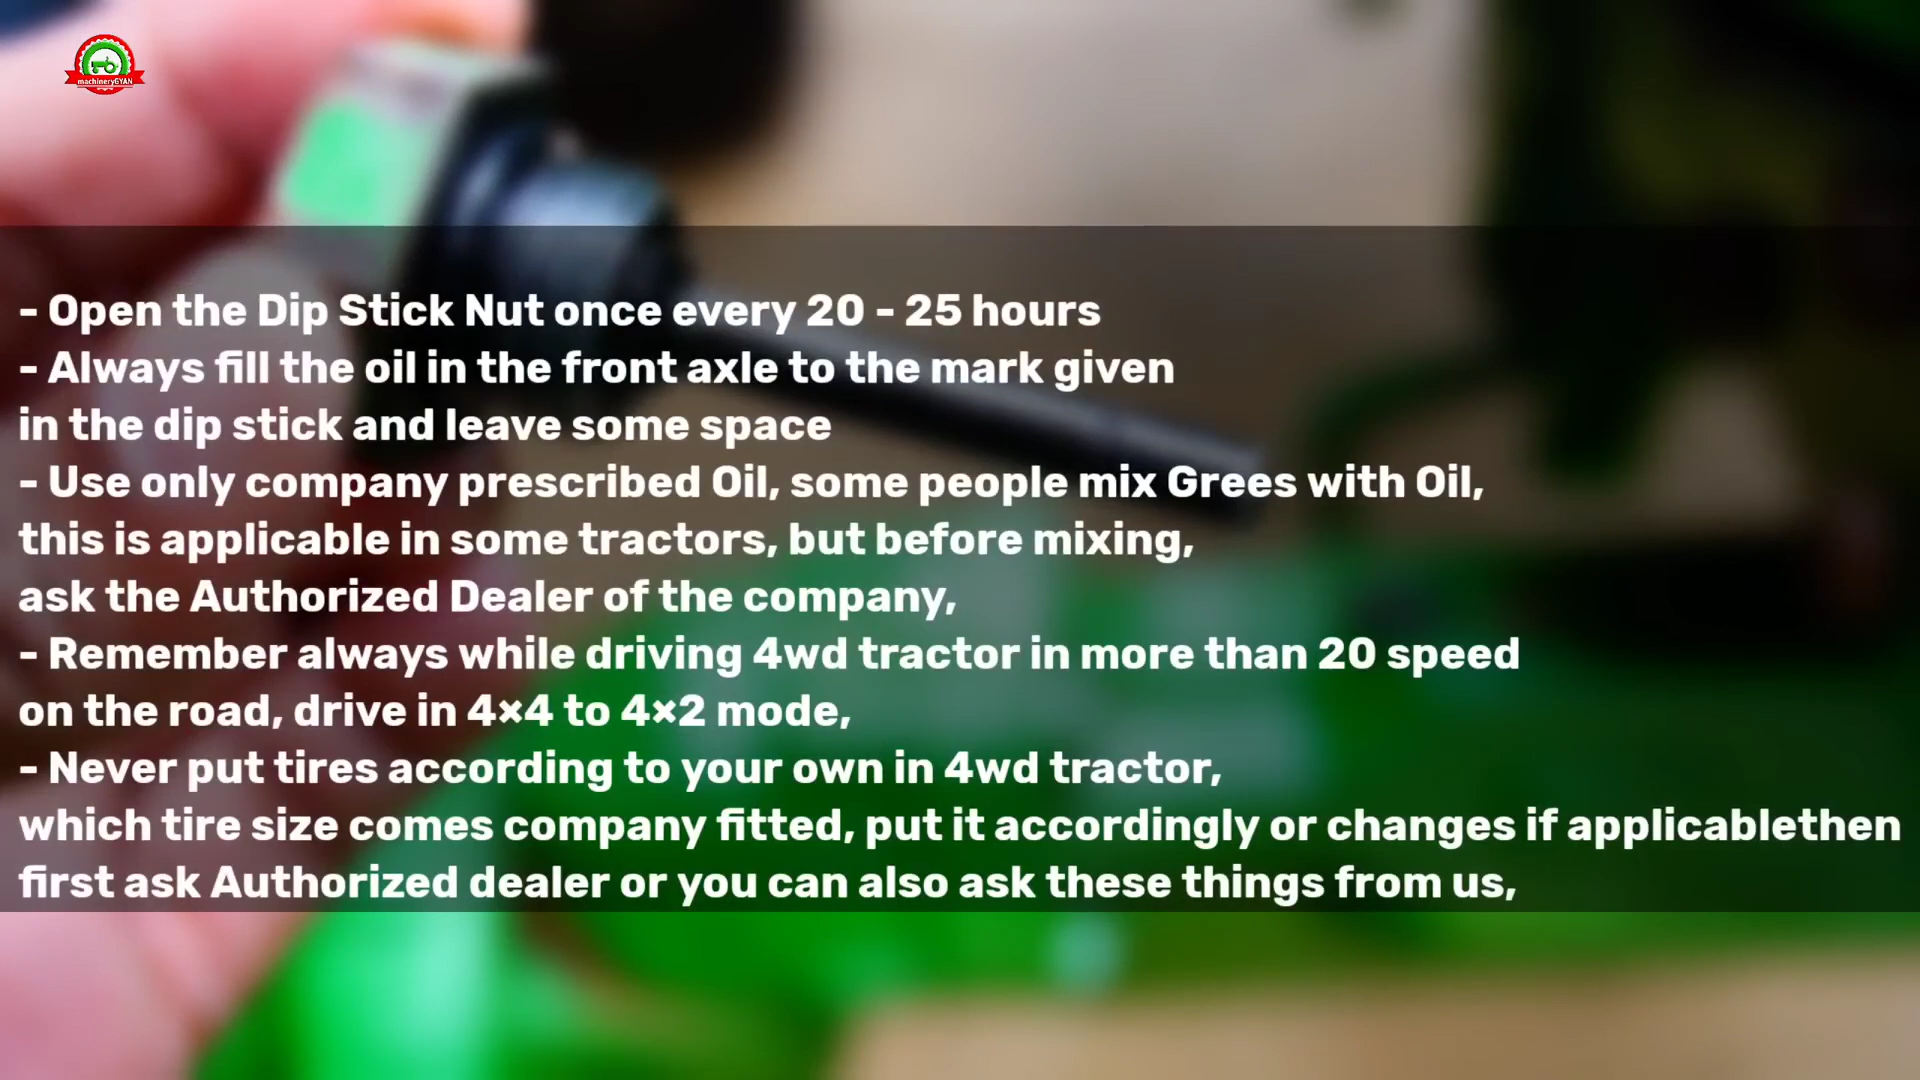 machineryGYAN
- Open the Dip Stick Nut once every 20 - 25 hours
- Always fill the oil in the front axle to the mark given
in the dip stick and leave some space
- Use only company prescribed Oil, some people mix Grees with Oil,
this is applicable in some tractors, but before mixing,
ask the Authorized Dealer of the company,
- Remember always while driving 4wd tractor in more than 20 speed
on the road, drive in 4×4 to 4×2 mode,
- Never put tires according to your own in 4wd tractor,
which tire size comes company fitted, put it accordingly or changes if applicablethen
first ask Authorized dealer or you can also ask these things from us,